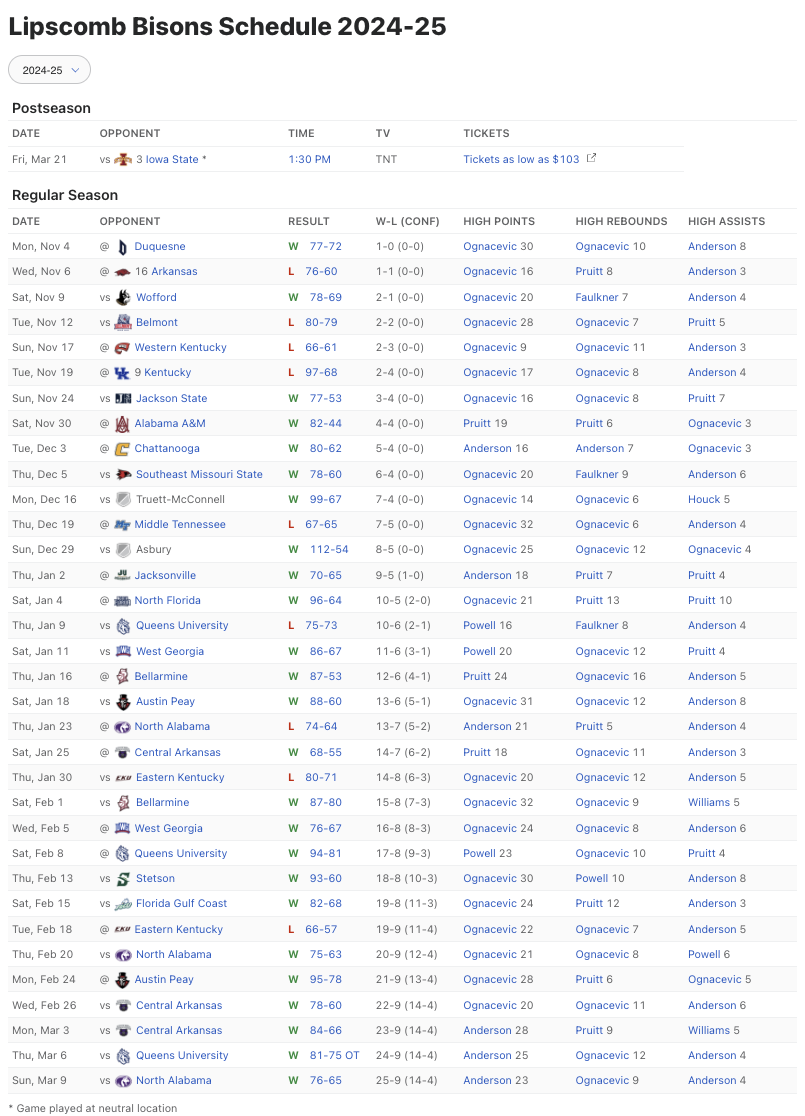 Lipscomb Bisons Schedule 2024-25
2024-25
Postseason
DATE OPPONENT TIME TV TICKETS
Fri, Mar 21 vs 3 Iowa State * 1:30 PM TNT Tickets as low as $103
Regular Season
DATE OPPONENT RESULT W-L (CONF) HIGH POINTS HIGH REBOUNDS HIGH ASSISTS
Mon, Nov 4 @ Duquesne W 77-72 1-0 (0-0) Ognacevic 30 Ognacevic 10 Anderson 8
Wed, Nov 6 @ 16 Arkansas L 76-60 1-1 (0-0) Ognacevic 16 Pruitt 8 Anderson 3
Sat, Nov 9 vs Wofford W 78-69 2-1 (0-0) Ognacevic 20 Faulkner 7 Anderson 4
Tue, Nov 12 vs Belmont L 80-79 2-2 (0-0) Ognacevic 28 Ognacevic 7 Pruitt 5
Sun, Nov 17 @ Western Kentucky L 66-61 2-3 (0-0) Ognacevic 9 Ognacevic 11 Anderson 3
Tue, Nov 19 @ 9 Kentucky L 97-68 2-4 (0-0) Ognacevic 17 Ognacevic 8 Anderson 4
Sun, Nov 24 vs Jackson State W 77-53 3-4 (0-0) Ognacevic 16 Ognacevic 8 Pruitt 7
Sat, Nov 30 @ Alabama A&M W 82-44 4-4 (0-0) Pruitt 19 Pruitt 6 Ognacevic 3
Tue, Dec 3 @ Chattanooga W 80-62 5-4 (0-0) Anderson 16 Anderson 7 Ognacevic 3
Thu, Dec 5 vs Southeast Missouri State W 78-60 6-4 (0-0) Ognacevic 20 Faulkner 9 Anderson 6
Mon, Dec 16 vs Truett-McConnell W 99-67 7-4 (0-0) Ognacevic 14 Ognacevic 6 Houck 5
Thu, Dec 19 @ Middle Tennessee L 67-65 7-5 (0-0) Ognacevic 32 Ognacevic 6 Anderson 4
Sun, Dec 29 vs Asbury W 112-54 8-5 (0-0) Ognacevic 25 Ognacevic 12 Ognacevic 4
Thu, Jan 2 @ Jacksonville W 70-65 9-5 (1-0) Anderson 18 Pruitt 7 Pruitt 4
Sat, Jan 4 @ North Florida W 96-64 10-5 (2-0) Ognacevic 21 Pruitt 13 Pruitt 10
Thu, Jan 9 vs Queens University L 75-73 10-6 (2-1) Powell 16 Faulkner 8 Anderson 4
Sat, Jan 11 vs West Georgia W 86-67 11-6 (3-1) Powell 20 Ognacevic 12 Pruitt 4
Thu, Jan 16 @ Bellarmine W 87-53 12-6 (4-1) Pruitt 24 Ognacevic 16 Anderson 5
Sat, Jan 18 vs Austin Peay W 88-60 13-6 (5-1) Ognacevic 31 Ognacevic 12 Anderson 8
Thu, Jan 23 @ North Alabama L 74-64 13-7 (5-2) Anderson 21 Pruitt 5 Anderson 4
Sat, Jan 25 @ Central Arkansas W 68-55 14-7 (6-2) Pruitt 18 Ognacevic 11 Anderson 3
Thu, Jan 30 vs Eastern Kentucky L 80-71 14-8 (6-3) Ognacevic 20 Ognacevic 12 Anderson 5
Sat, Feb 1 vs Bellarmine W 87-80 15-8 (7-3) Ognacevic 32 Ognacevic 9 Williams 5
Wed, Feb 5 @ West Georgia W 76-67 16-8 (8-3) Ognacevic 24 Ognacevic 8 Anderson 6
Sat, Feb 8 @ Queens University W 94-81 17-8 (9-3) Powell 23 Ognacevic 10 Pruitt 4
Thu, Feb 13 vs Stetson W 93-60 18-8 (10-3) Ognacevic 30 Powell 10 Anderson 8
Sat, Feb 15 vs Florida Gulf Coast W 82-68 19-8 (11-3) Ognacevic 24 Pruitt 12 Anderson 3
Tue, Feb 18 @ Eastern Kentucky L 66-57 19-9 (11-4) Ognacevic 22 Ognacevic 7 Anderson 5
Thu, Feb 20 vs North Alabama W 75-63 20-9 (12-4) Ognacevic 21 Ognacevic 8 Powell 6
Mon, Feb 24 @ Austin Peay W 95-78 21-9 (13-4) Ognacevic 28 Pruitt 6 Ognacevic 5
Wed, Feb 26 vs Central Arkansas W 78-60 22-9 (14-4) Ognacevic 20 Ognacevic 11 Anderson 6
Mon, Mar 3 vs Central Arkansas W 84-66 23-9 (14-4) Anderson 28 Pruitt 9 Williams 5
Thu, Mar 6 vs Queens University W 81-75 OT 24-9 (14-4) Anderson 25 Ognacevic 12 Anderson 4
Sun, Mar 9 vs North Alabama W 76-65 25-9 (14-4) Anderson 23 Ognacevic 9 Anderson 4
* Game played at neutral location